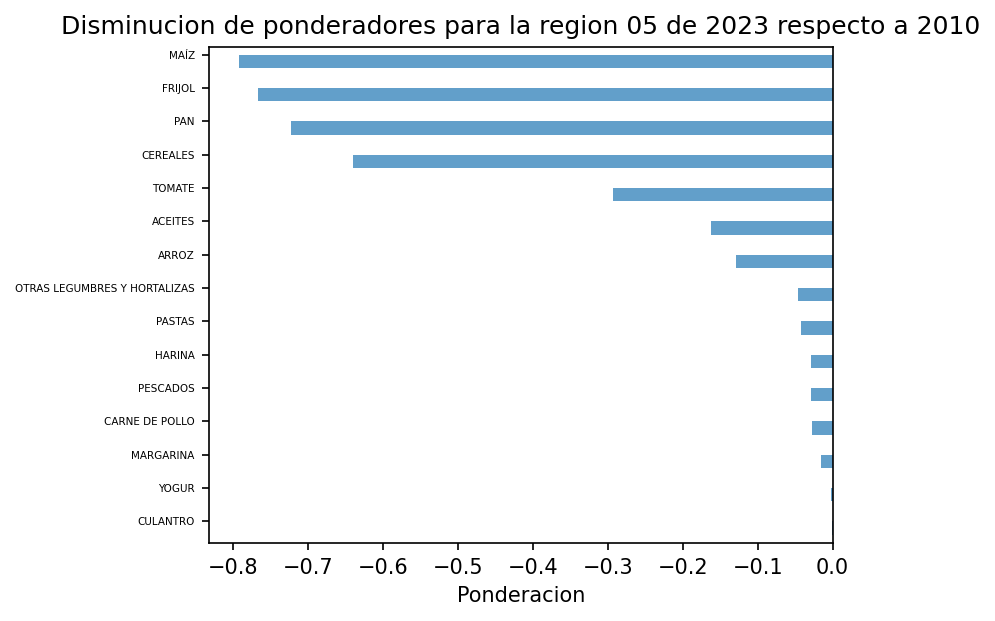 Disminucion de ponderadores para la region 05 de 2023 respecto a 2010
MAÍZ
FRIJOL
PAN
CEREALES
TOMATE
ACEITES
ARROZ
OTRAS LEGUMBRES Y HORTALIZAS
PASTAS
HARINA
PESCADOS
CARNE DE POLLO
MARGARINA
YOGUR
CULANTRO
−0.8 −0.7 −0.6 −0.5 −0.4 −0.3 −0.2 −0.1 0.0
Ponderacion